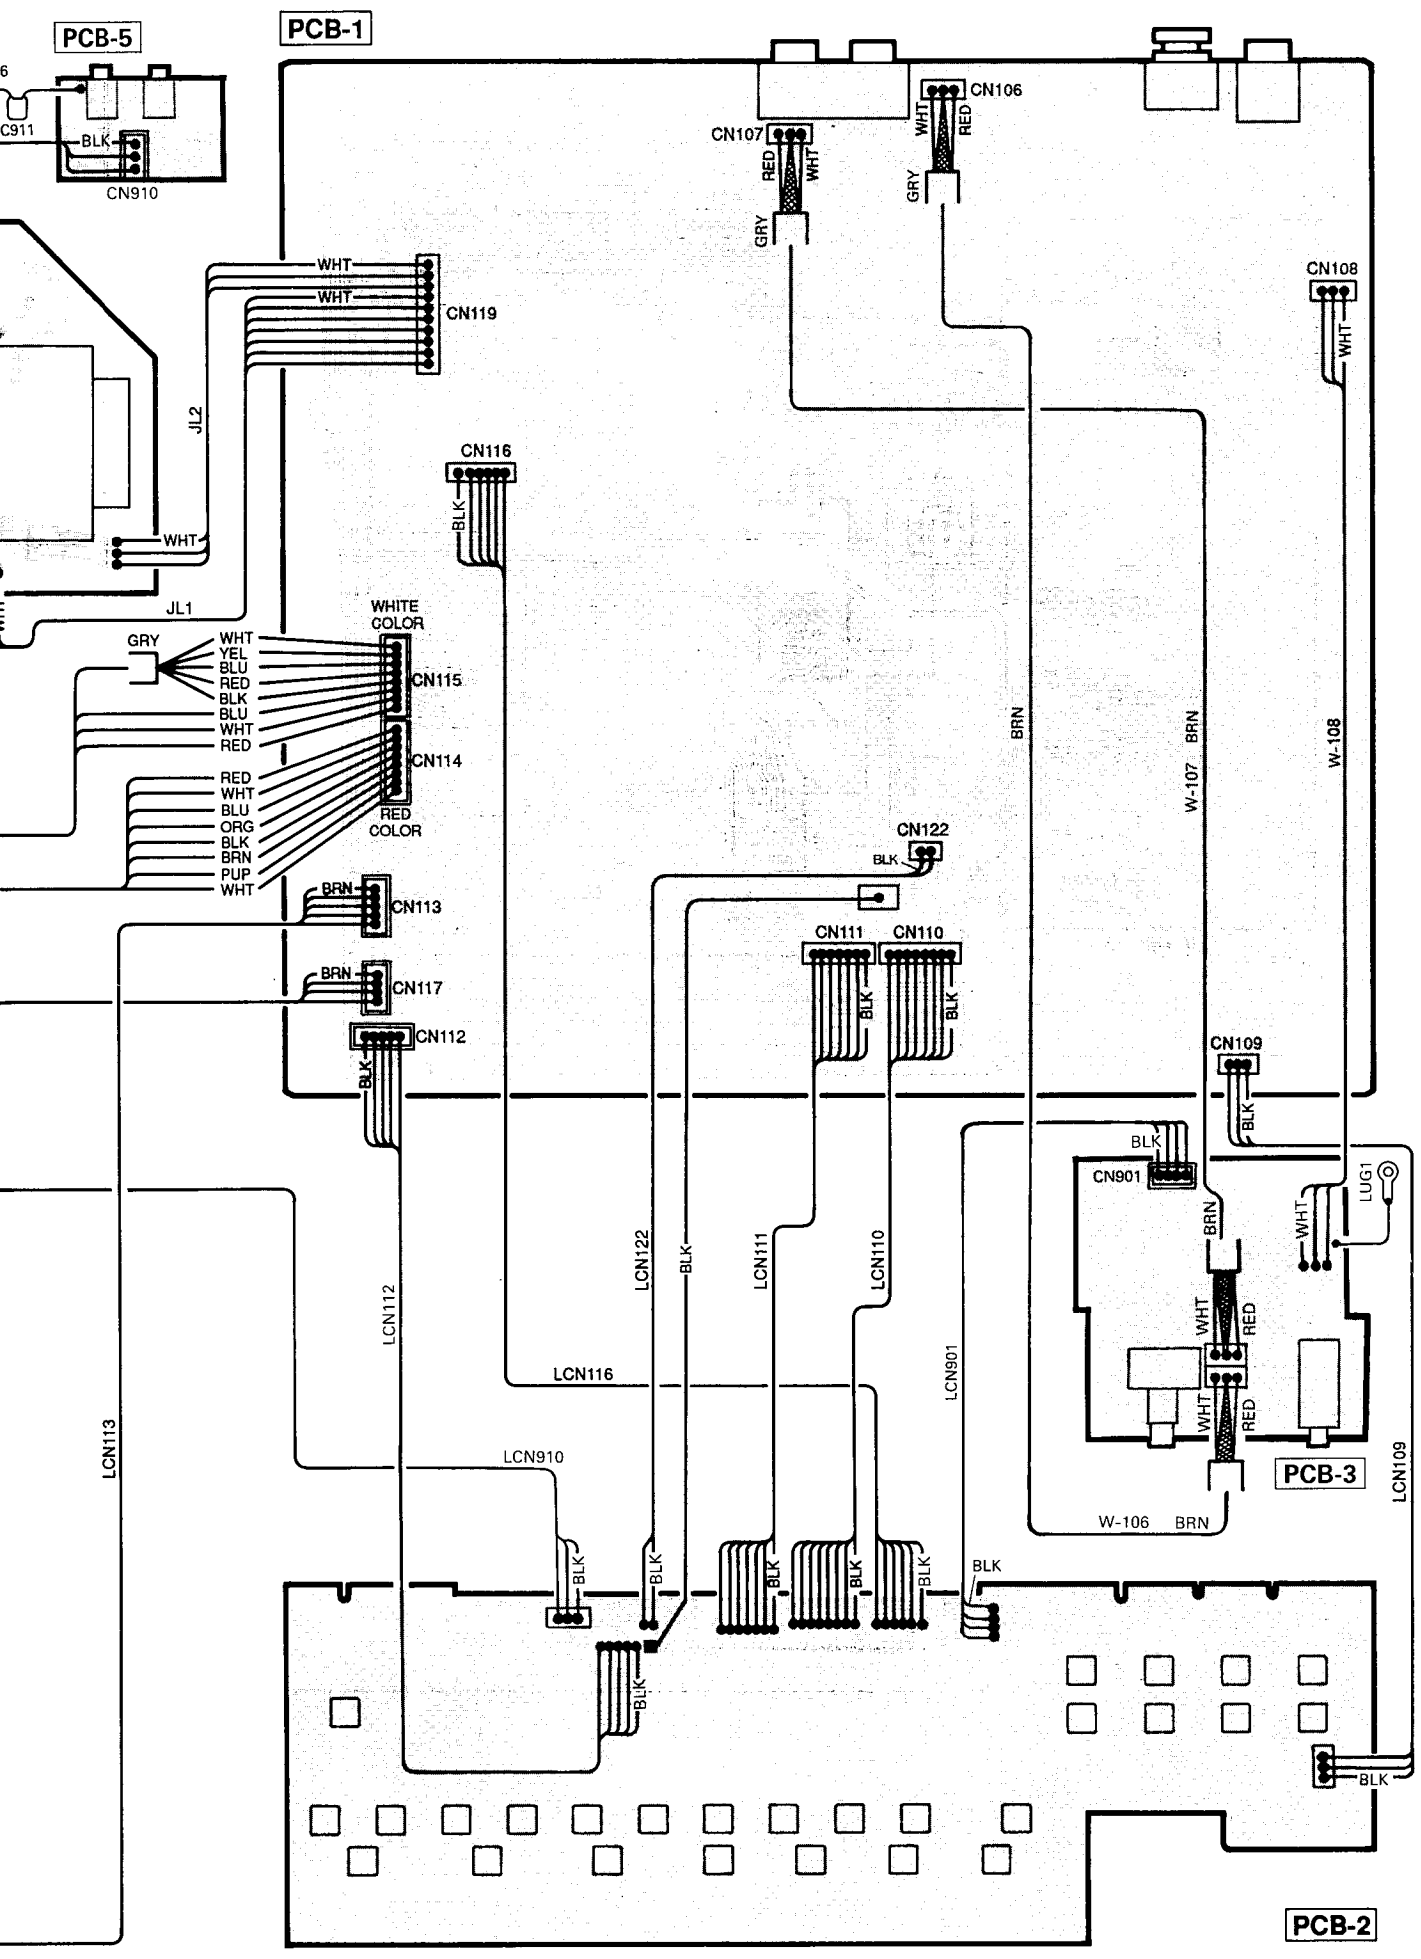 PCB-5
PCB-1
6
C911
BLK
CN910
CN106
WHT
RED
CN107
RED
WHT
GRY
GRY
WHT
WHT
CN119
CN108
WHT
JL2
CN116
BLK
WHT
JL1
WHITE
COLOR
GRY
WHT
YEL
BLU
RED
BLK
BLU
WHT
RED
CN115
CN114
RED
COLOR
RED
WHT
BLU
ORG
BLK
BRN
PUP
WHT
BRN
W-107 BRN
W-108
CN122
BLK
BRN
CN113
CN111
CN110
BRN
CN117
BLK
BLK
CN112
BLK
CN109
BLK
BLK
CN901
LUG1
BRN
WHT
LCN122
BLK
LCN111
LCN110
LCN112
WHT
RED
LCN901
LCN116
WHT
RED
LCN113
LCN910
PCB-3
LCN109
W-106 BRN
BLK
BLK
BLK
BLK
BLK
BLK
BLK
BLK
PCB-2